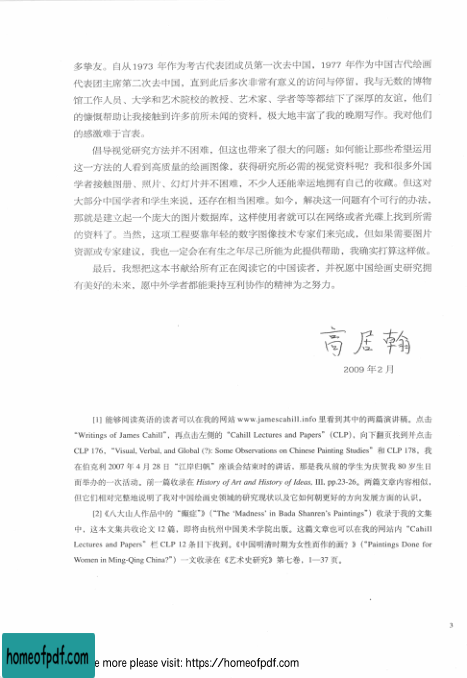 多挚友。自从1973 年作为考古代表团成员第一次去中国，1977 年作为中国古代绘画
代表团主席第二次去中国，直到此后多次非常有意义的访问与停留，我与无数的博物
馆工作人员、大学和艺术院校的教授、艺术家、学者等等都结下了深厚的友谊，他们
的慷慨帮助让我接触到许多前所未闻的资料，极大地丰富了我的晚期写作。我对他们
的感激难于言表。
倡导视觉研究方法并不困难，但这也带来了很大的问题：如何能让那些希望运用
这一方法的人看到高质量的绘画图像，获得研究所必需的视觉资料呢？我和很多外国
学者接触图册、照片、幻灯片并不困难，不少人还能幸运地拥有自己的收藏。但这对
大部分中国学者和学生来说，还存在相当困难。如今，解决这一问题有个可行的办法，
那就是建立起一个庞大的图片数据库，这样使用者就可以在网络或者光碟上找到所需
的资料了。当然，这项工程要靠年轻的数字图像技术专家们来完成，但如果需要图片
资源或专家建议，我也一定会在有生之年尽己所能为此提供帮助，我确实打算这样做。
最后，我想把这本书献给所有正在阅读它的中国读者，并祝愿中国绘画史研究拥
有美好的未来，愿中外学者都能秉持互利协作的精神为之努力。
高居翰
2009 年2 月
[1] 能够阅读英语的读者可以在我的网站 www.jamescahill.info 里看到其中的两篇演讲稿。点击
“Writings of James Cahill”，再点击左侧的 “Cahill Lectures and Papers”（CLP），向下翻页找到并点击
CLP 176，“Visual, Verbal, and Global (?): Some Observations on Chinese Painting Studies” 和 CLP 178，我
在伯克利 2007 年 4 月 28 日 “江岸归帆” 座谈会结束时的讲话，那是我从前的学生为庆贺我 80 岁生日
而举办的一次活动。前一篇收录在 History of Art and History of Ideas, III, pp.23-26。两篇文章内容相似，
但它们相对完整地说明了我对中国绘画史领域的研究现状以及它如何朝更好的方向发展方面的认识。
[2]《八大山人作品中的 “癫症”》（“The ‘Madness’ in Bada Shanren’s Paintings”）收录于我的文集
中，这本文集共收论文 12 篇，即将由杭州中国美术学院出版。这篇文章也可以在我的网站内 “Cahill
Lectures and Papers” 栏 CLP 12 条目下找到。《中国明清时期为女性而作的画？》（“Paintings Done for
Women in Ming-Qing China?”）一文收录在《艺术史研究》第七卷，1—37 页。
3
homeofpdf.com
e more please visit: https://homeofpdf.com